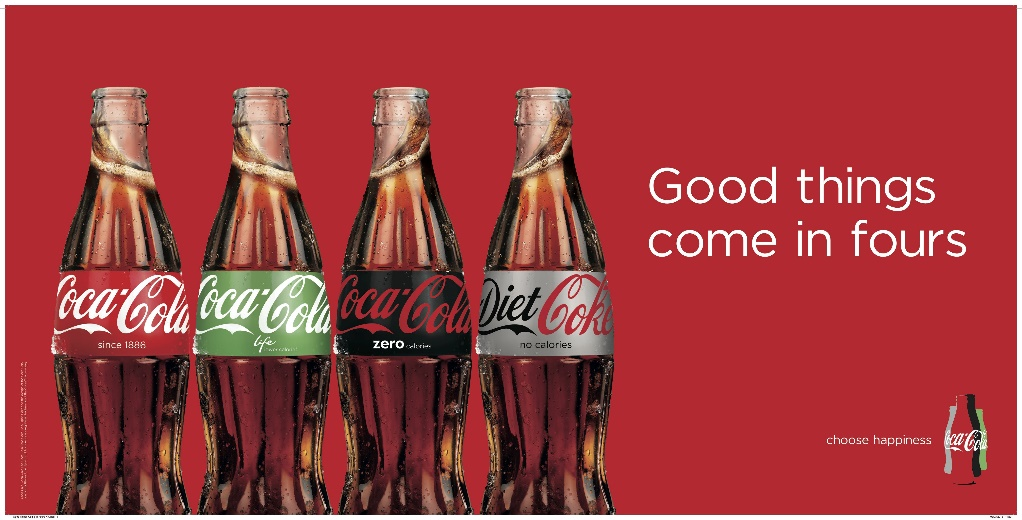 Good things
come in fours
Coca-Cola
since 1886
Coca-Cola
life
Coca-Cola
zero calories
Diet Coke
no calories
choose happiness
Coca-Cola